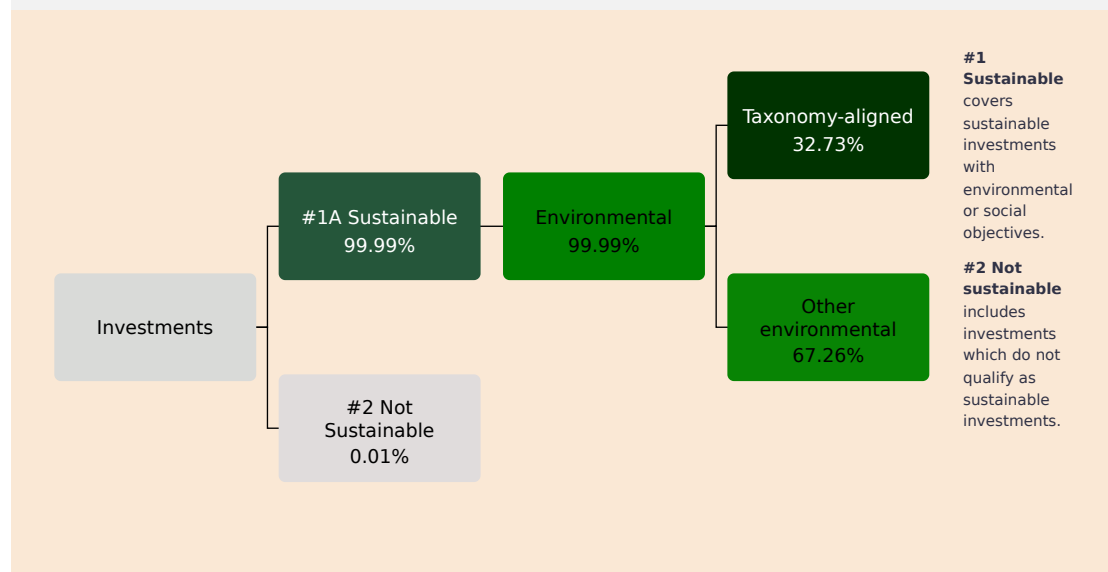 Investments
#1A Sustainable
99.99%
#2 Not
Sustainable
0.01%
Environmental
99.99%
Taxonomy-aligned
32.73%
Other
environmental
67.26%
#1
Sustainable
covers
sustainable
investments
with
environmental
or social
objectives.
#2 Not
sustainable
includes
investments
which do not
qualify as
sustainable
investments.